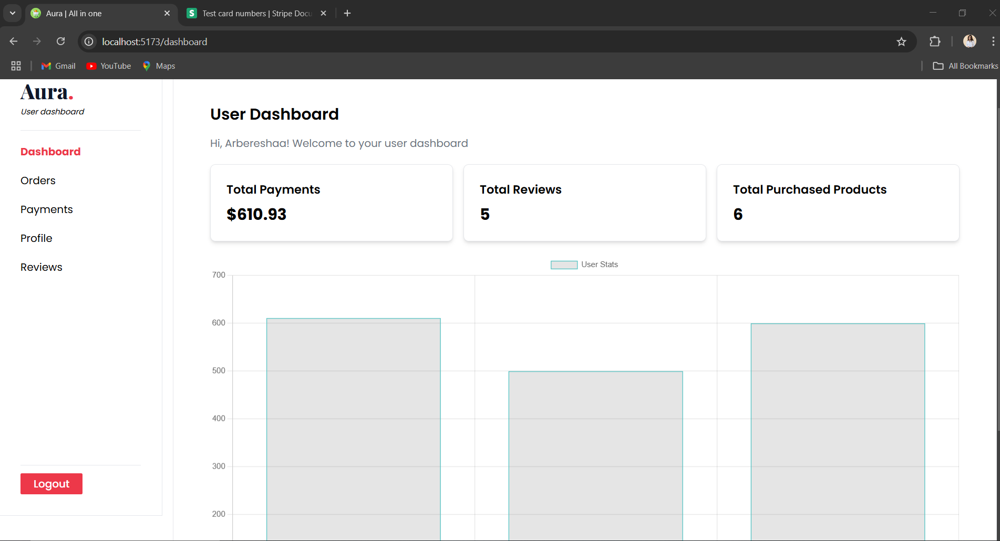 Aura | All in one
Test card numbers | Stripe Docu
localhost:5173/dashboard
Gmail
YouTube
Maps
All Bookmarks
Aura.
User dashboard
Dashboard
Orders
Payments
Profile
Reviews
Logout
User Dashboard
Hi, Arbereshaa! Welcome to your user dashboard
Total Payments
$610.93
Total Reviews
5
Total Purchased Products
6
User Stats
700
600
500
400
300
200